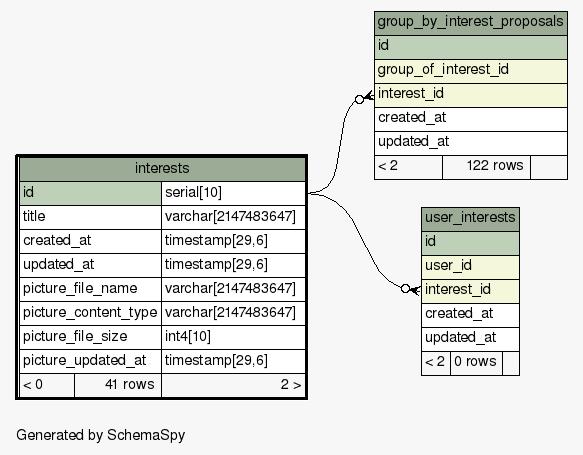 group_by_interest_proposals
id
group_of_interest_id
interest_id
created_at
updated_at
< 2 122 rows
interests
id serial[10]
title varchar[2147483647]
created_at timestamp[29,6]
updated_at timestamp[29,6]
picture_file_name varchar[2147483647]
picture_content_type varchar[2147483647]
picture_file_size int4[10]
picture_updated_at timestamp[29,6]
< 0 41 rows 2 >
user_interests
id
user_id
interest_id
created_at
updated_at
< 2 0 rows
Generated by SchemaSpy